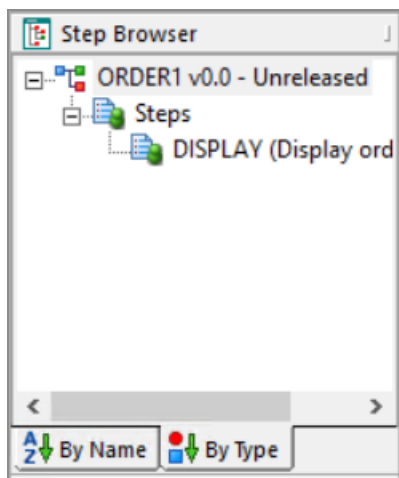 Step Browser
ORDER1 v0.0 - Unreleased
Steps
DISPLAY (Display ord
By Name By Type